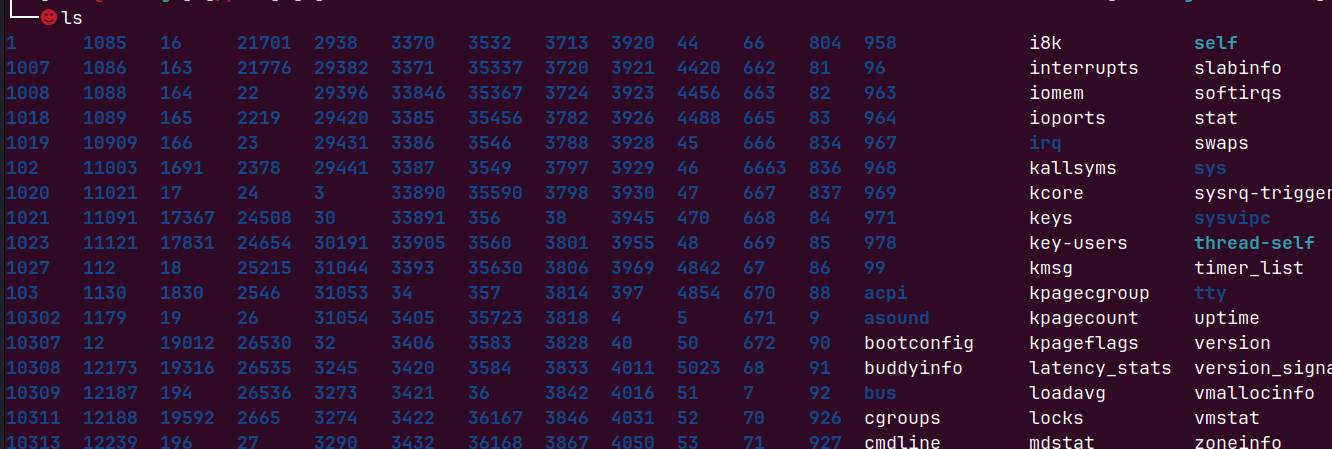 ls
1 1085 16 21701 2938 3370 3532 3713 3920 44 66 804 958 i8k self
1007 1086 163 21776 29382 3371 35337 3720 3921 4420 662 81 96 interrupts slabinfo
1008 1088 164 22 29396 33846 35367 3724 3923 4456 663 82 963 iomem softirqs
1018 1089 165 2219 29420 3385 35456 3782 3926 4488 665 83 964 ioports stat
1019 10909 166 23 29431 3386 3546 3788 3928 45 666 834 967 irq swaps
102 11003 1691 2378 29441 3387 3549 3797 3929 46 6663 836 968 kallsyms sys
1020 11021 17 24 3 33890 35590 3798 3930 47 667 837 969 kcore sysrq-trigger
1021 11091 17367 24508 30 33891 356 38 3945 470 668 84 971 keys sysvipc
1023 11121 17831 24654 30191 33905 3560 3801 3955 48 669 85 978 key-users thread-self
1027 112 18 25215 31044 3393 35630 3806 3969 4842 67 86 99 kmsg timer_list
103 1130 1830 2546 31053 34 357 3814 397 4854 670 88 acpi kpagecgroup tty
10302 1179 19 26 31054 3405 35723 3818 4 5 671 9 asound kpagecount uptime
10307 12 19012 26530 32 3406 3583 3828 40 50 672 90 bootconfig kpageflags version
10308 12173 19316 26535 3245 3420 3584 3833 4011 5023 68 91 buddyinfo latency_stats version_signa
10309 12187 194 26536 3273 3421 36 3842 4016 51 7 92 bus loadavg vmallocinfo
10311 12188 19592 2665 3274 3422 36167 3846 4031 52 70 926 cgroups locks vmstat
10313 12239 196 27 3290 3432 36168 3867 4050 53 71 927 cmdline mdstat zoneinfo